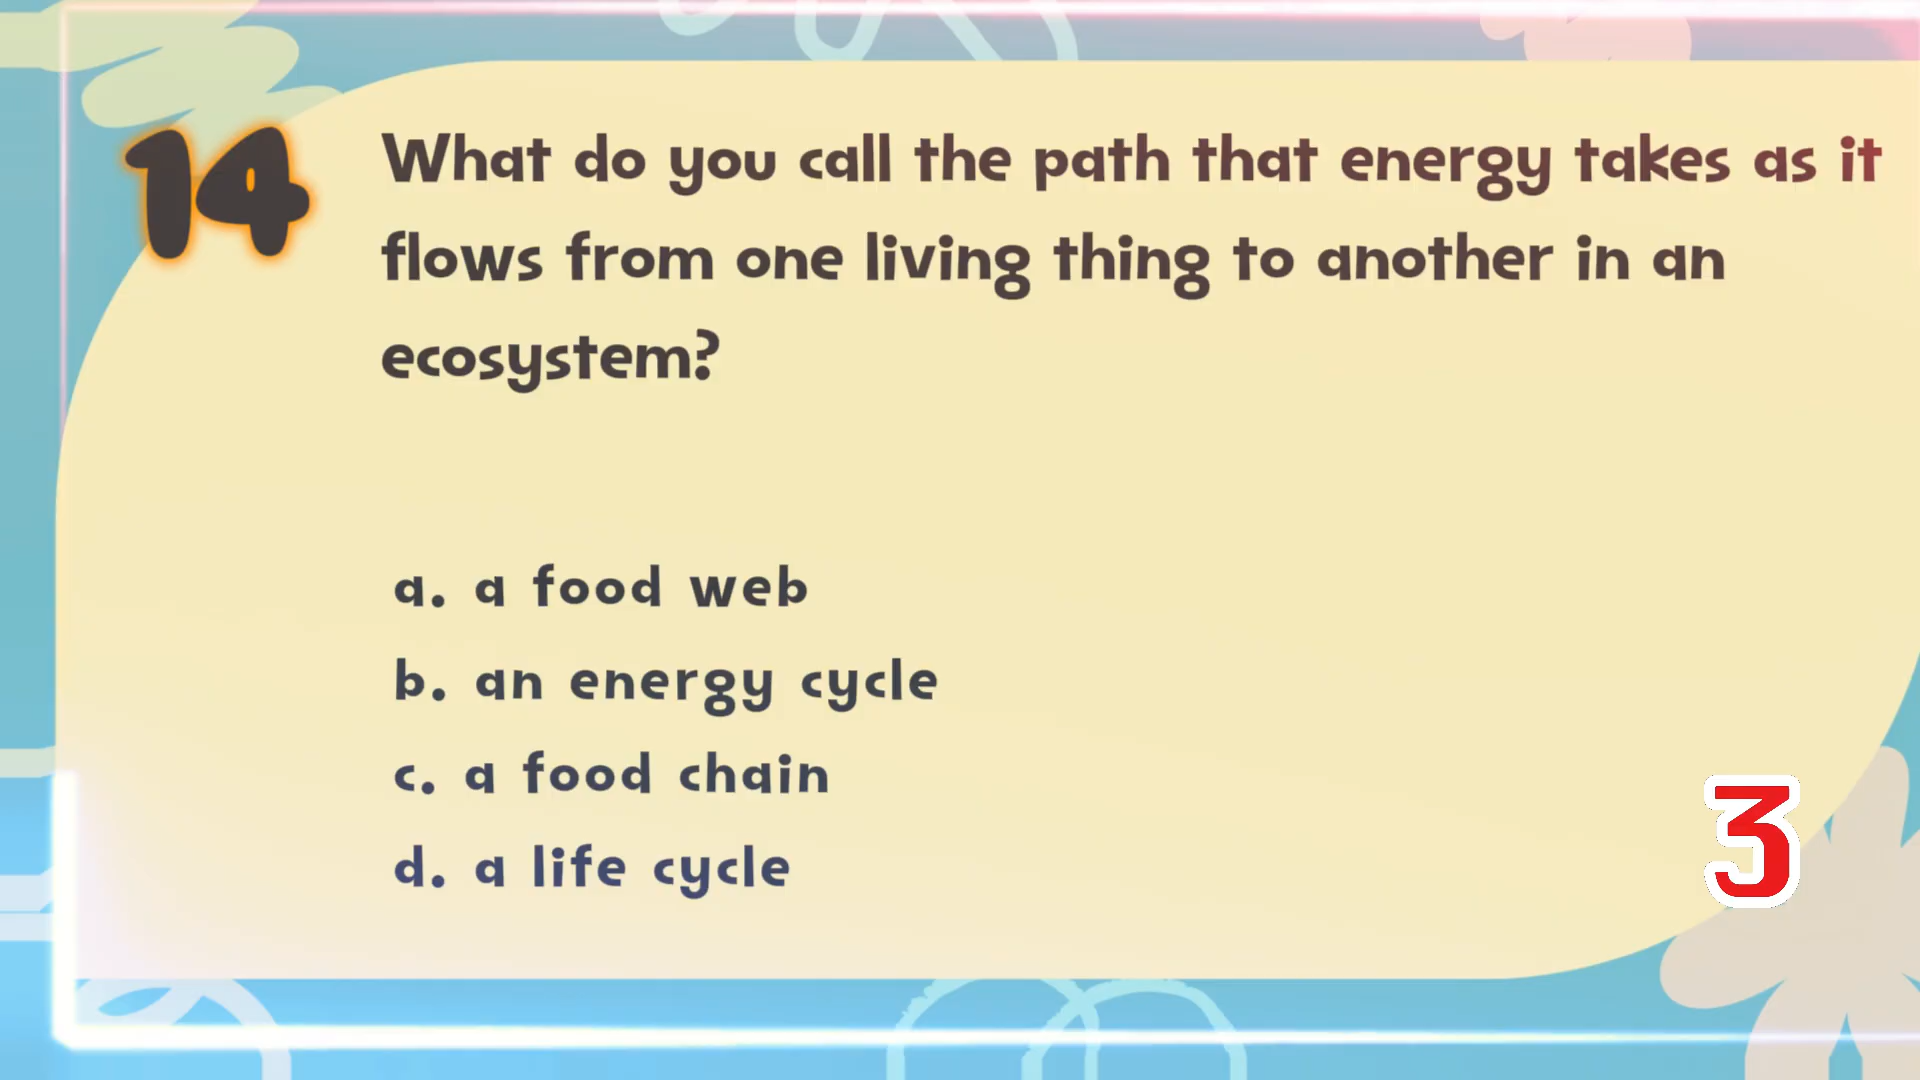 14
What do you call the path that energy takes as it
flows from one living thing to another in an
ecosystem?
a. a food web
b. an energy cycle
c. a food chain
d. a life cycle
3